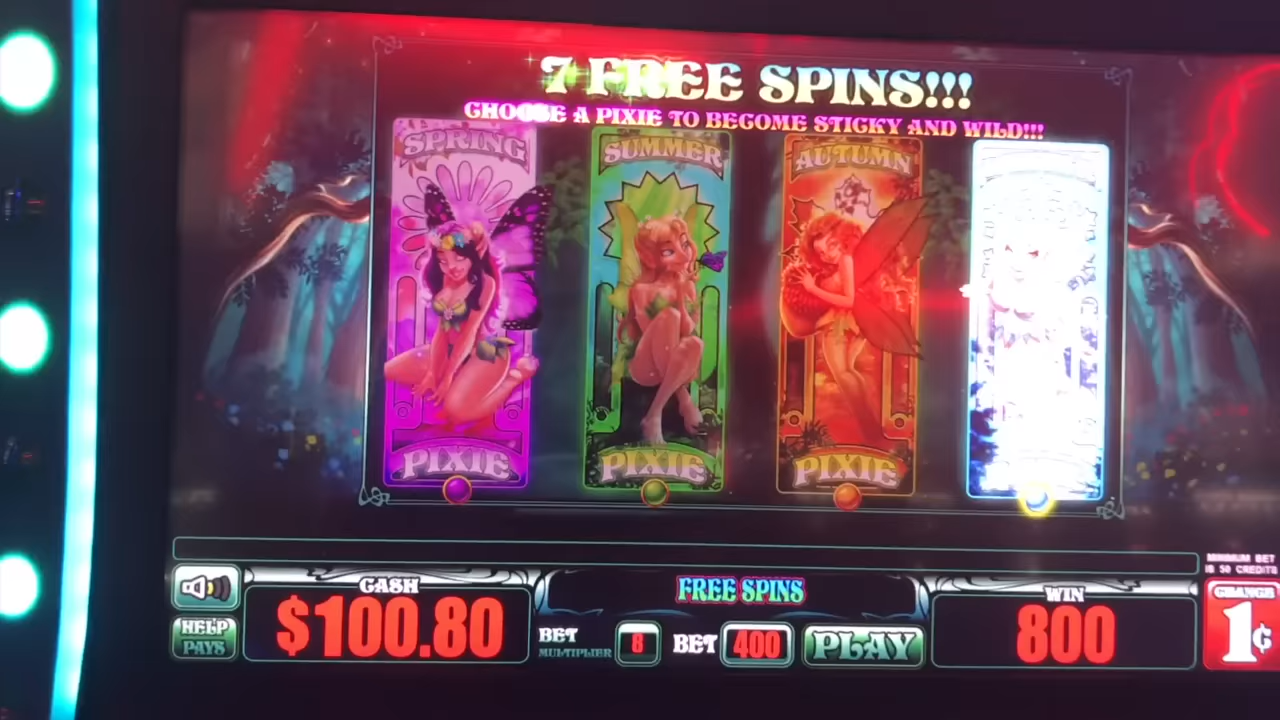 7 FREE SPINS!!!
CHOOSE A PIXIE TO BECOME STICKY AND WILD!!!
SPRING
SUMMER
AUTUMN
PIXIE
PIXIE
PIXIE
MINIMUM BET
IS 50 CREDITS
CASH
FREE SPINS
WIN
CHANGE
HELP
PAYS
$100.80
BET
MULTIPLIER
8
BET
400
PLAY
800
1¢